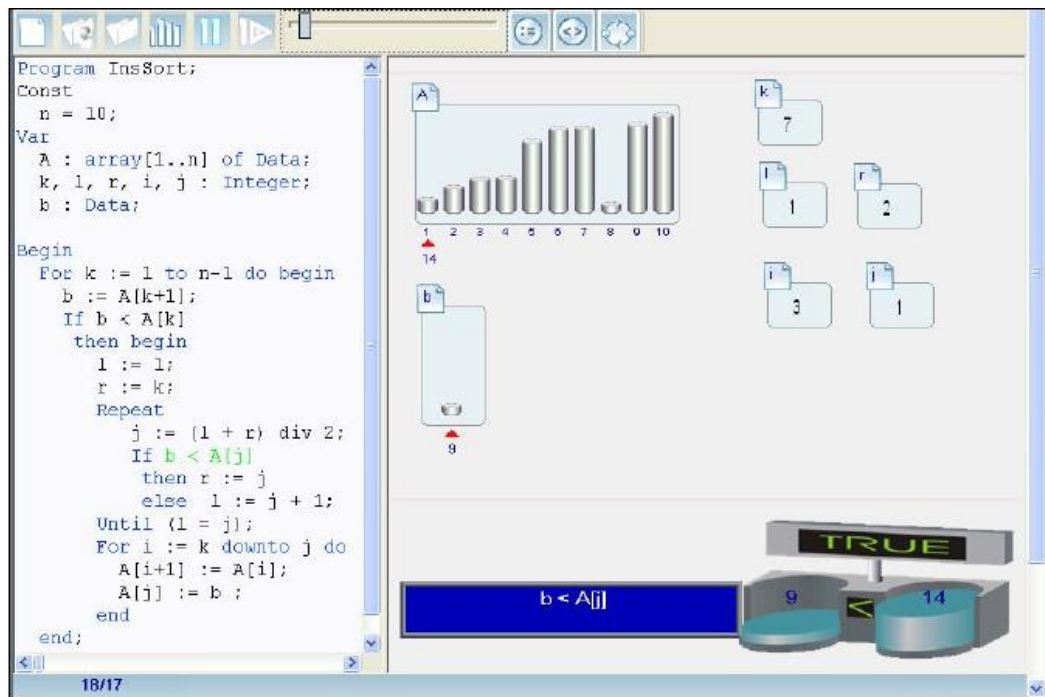 :=
<>
Program InsSort;
Const
n = 10;
Var
A : array[1..n] of Data;
k, l, r, i, j : Integer;
b : Data;
Begin
For k := 1 to n-1 do begin
b := A[k+1];
If b < A[k]
then begin
l := 1;
r := k;
Repeat
j := (l + r) div 2;
If b < A[j]
then r := j
else l := j + 1;
Until (l = j);
For i := k downto j do
A[i+1] := A[i];
A[j] := b ;
end
end;
18/17
A
1 2 3 4 5 6 7 8 9 10
14
b
9
k
7
l
1
r
2
i
3
j
1
b < A[j]
TRUE
9 < 14